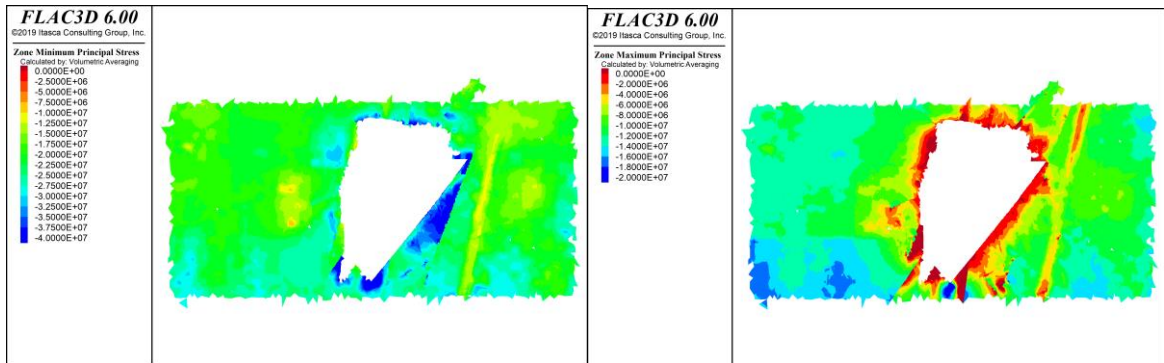 FLAC3D 6.00
©2019 Itasca Consulting Group, Inc.
Zone Minimum Principal Stress
Calculated by: Volumetric Averaging
0.0000E+00
-2.5000E+06
-5.0000E+06
-7.5000E+06
-1.0000E+07
-1.2500E+07
-1.5000E+07
-1.7500E+07
-2.0000E+07
-2.2500E+07
-2.5000E+07
-2.7500E+07
-3.0000E+07
-3.2500E+07
-3.5000E+07
-3.7500E+07
-4.0000E+07
FLAC3D 6.00
©2019 Itasca Consulting Group, Inc.
Zone Maximum Principal Stress
Calculated by: Volumetric Averaging
0.0000E+00
-2.0000E+06
-4.0000E+06
-6.0000E+06
-8.0000E+06
-1.0000E+07
-1.2000E+07
-1.4000E+07
-1.6000E+07
-1.8000E+07
-2.0000E+07